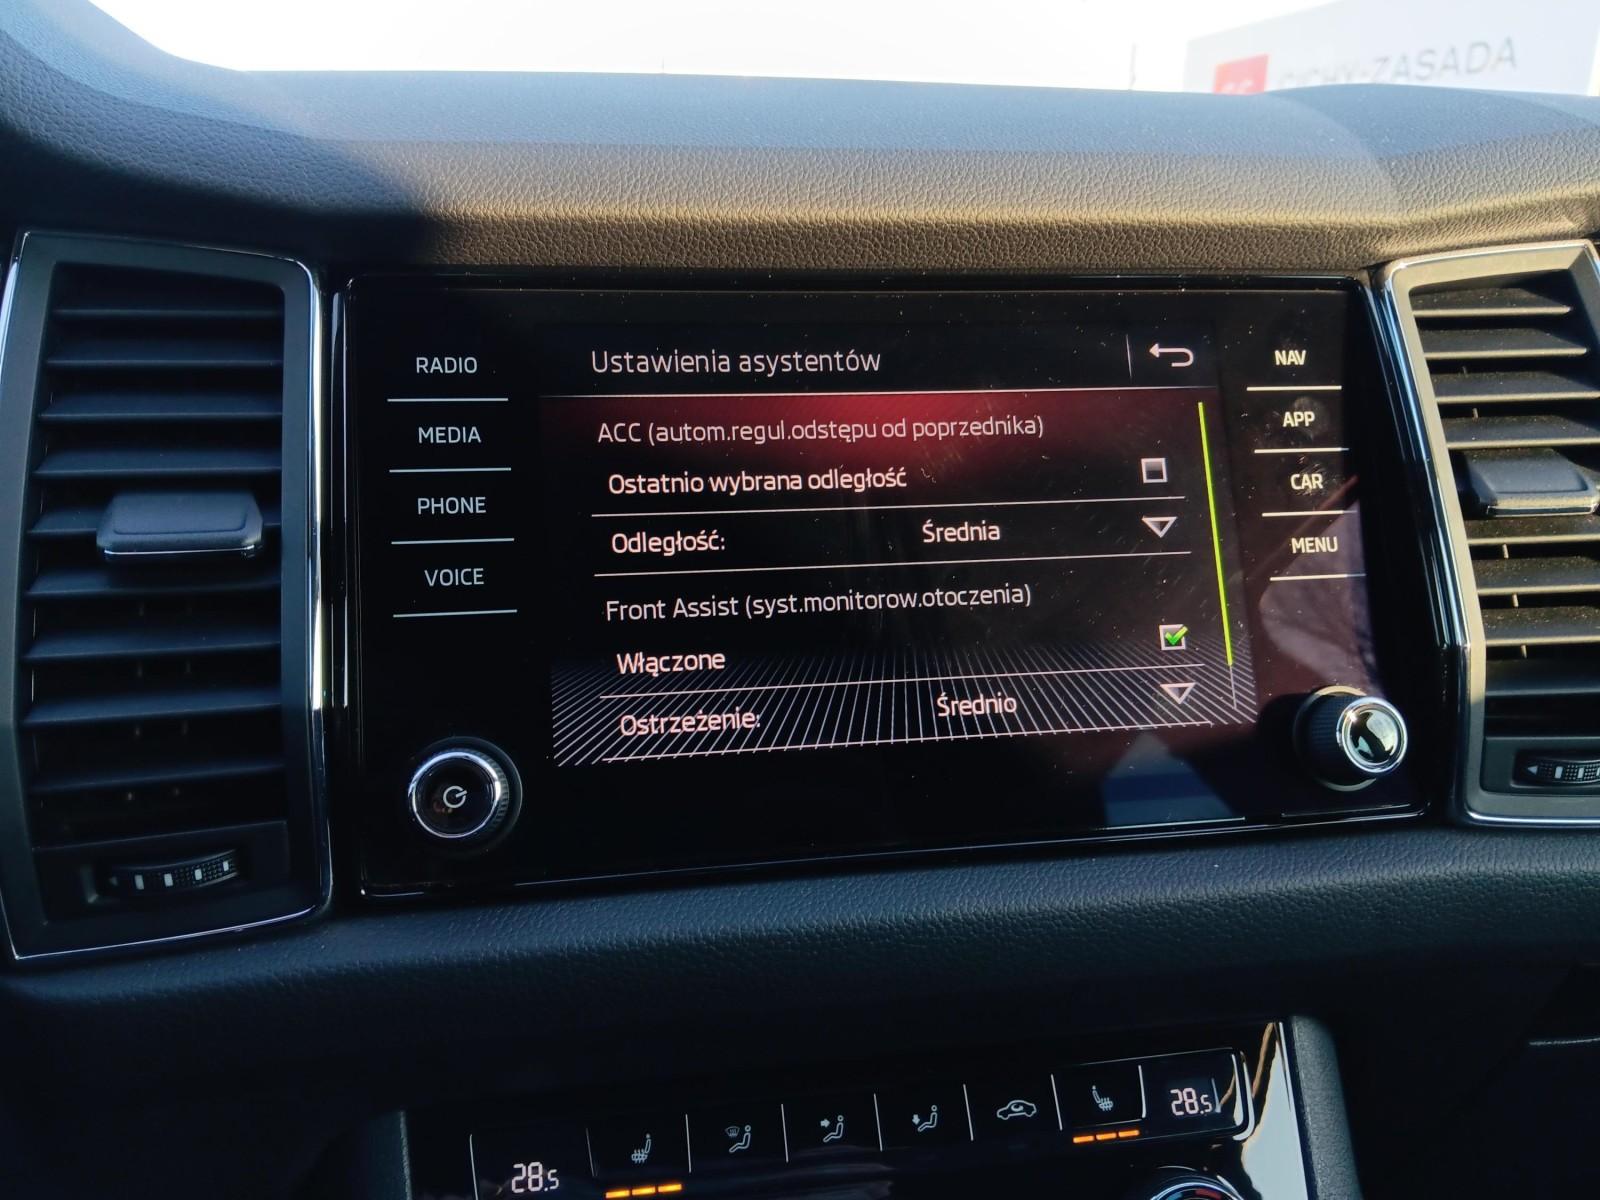 ZASADA
RADIO
MEDIA
PHONE
VOICE
Ustawienia asystentów
ACC (autom.regul.odstępu od poprzednika)
Ostatnio wybrana odległość
Odległość: Średnia
Front Assist (syst.monitorow.otoczenia)
Włączone
Ostrzeżenie: Średnio
NAV
APP
CAR
MENU
28.5
28.5